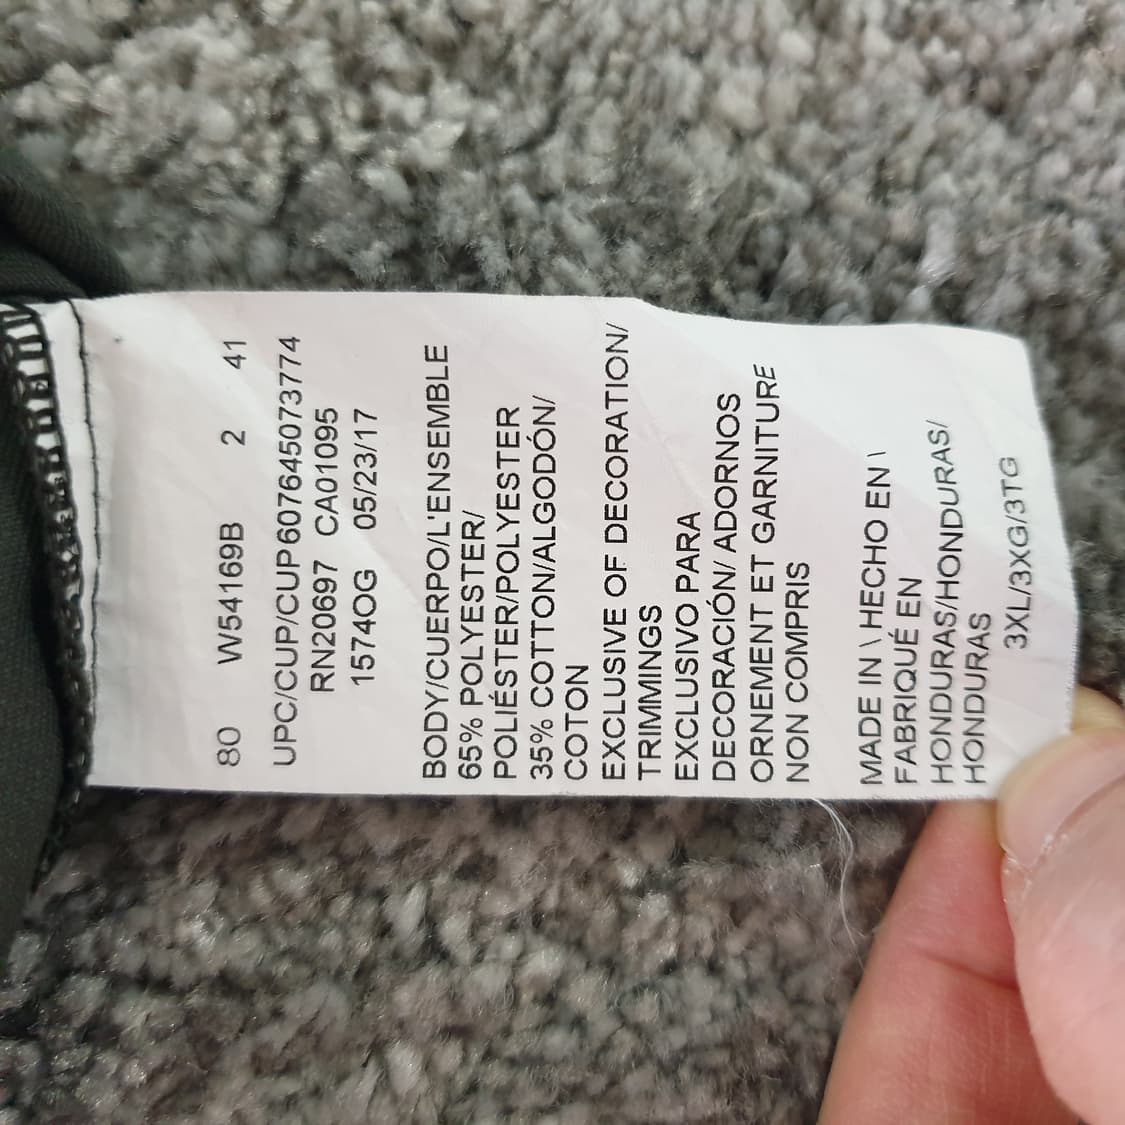 80 W54169B 2 41
UPC/CUP/CUP607645073774
RN20697 CA01095
1574OG 05/23/17
BODY/CUERPO/L'ENSEMBLE
65% POLYESTER/
POLIÉSTER/POLYESTER
35% COTTON/ALGODÓN/
COTON
EXCLUSIVE OF DECORATION/
TRIMMINGS
EXCLUSIVO PARA
DECORACIÓN/ ADORNOS
ORNEMENT ET GARNITURE
NON COMPRIS
MADE IN \ HECHO EN \
FABRIQUÉ EN
HONDURAS/HONDURAS/
HONDURAS
3XL/3XG/3TG